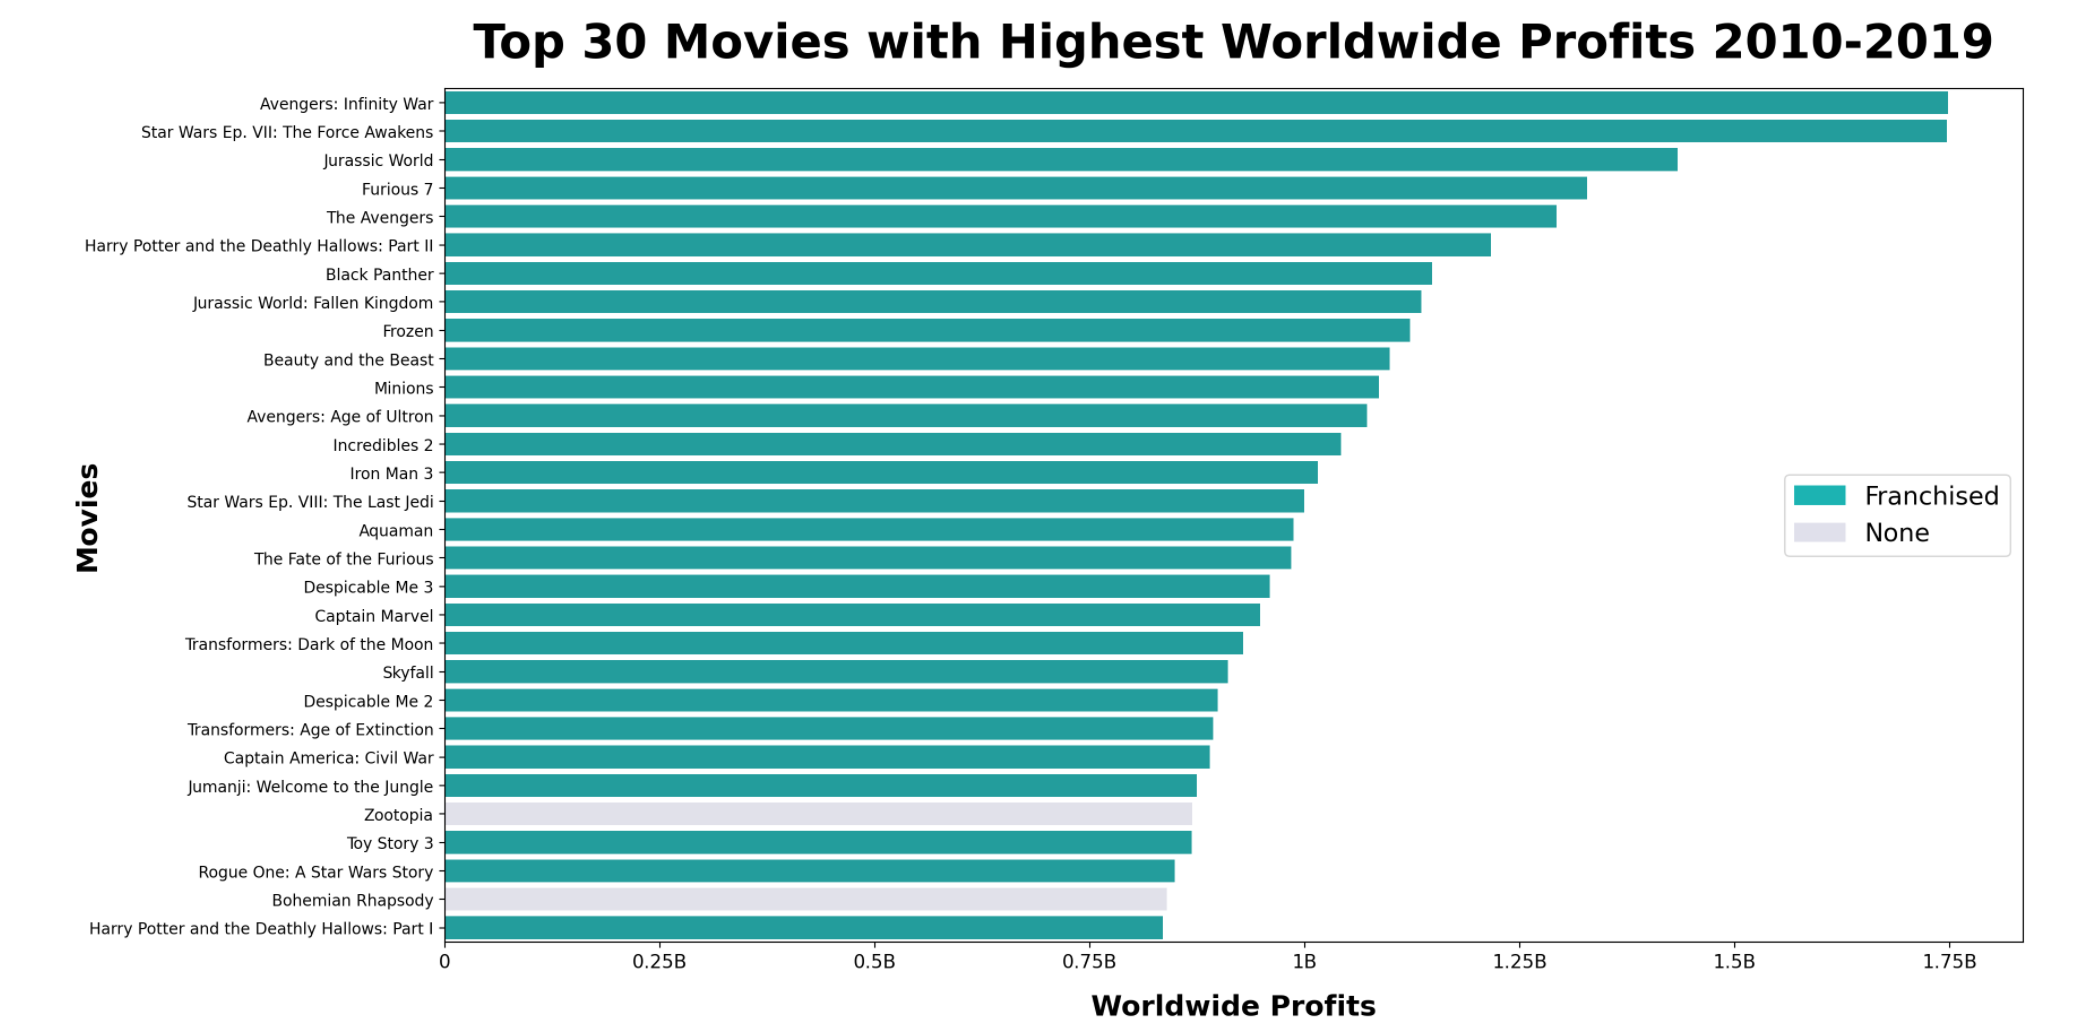 Top 30 Movies with Highest Worldwide Profits 2010-2019
Avengers: Infinity War
Star Wars Ep. VII: The Force Awakens
Jurassic World
Furious 7
The Avengers
Harry Potter and the Deathly Hallows: Part II
Black Panther
Jurassic World: Fallen Kingdom
Frozen
Beauty and the Beast
Minions
Avengers: Age of Ultron
Incredibles 2
Iron Man 3
Star Wars Ep. VIII: The Last Jedi
Aquaman
The Fate of the Furious
Despicable Me 3
Captain Marvel
Transformers: Dark of the Moon
Skyfall
Despicable Me 2
Transformers: Age of Extinction
Captain America: Civil War
Jumanji: Welcome to the Jungle
Zootopia
Toy Story 3
Rogue One: A Star Wars Story
Bohemian Rhapsody
Harry Potter and the Deathly Hallows: Part I
Movies
Franchised
None
0 0.25B 0.5B 0.75B 1B 1.25B 1.5B 1.75B
Worldwide Profits